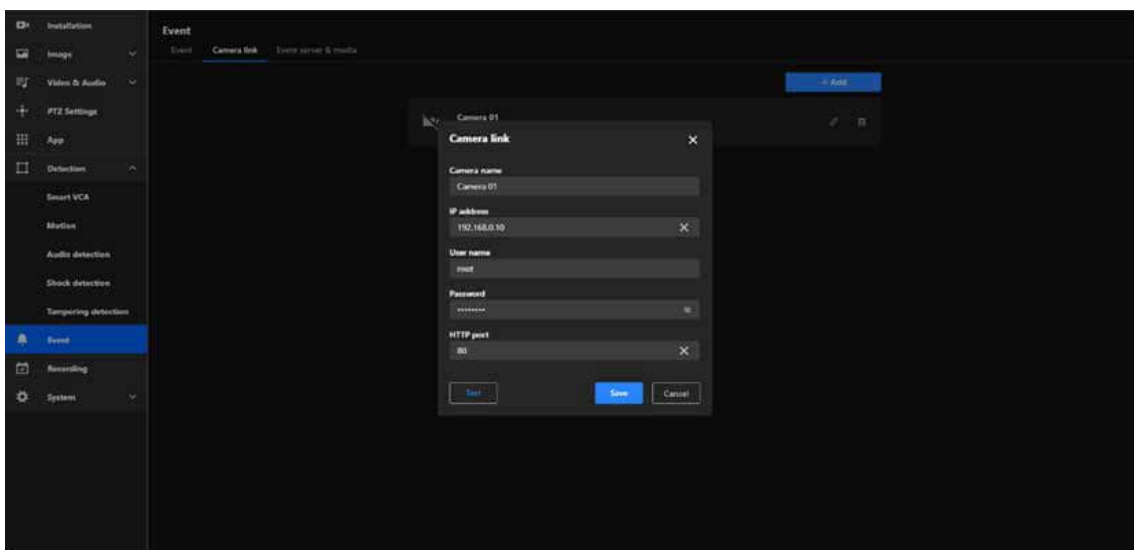 Installation
Image
Video & Audio
PTZ Settings
App
Detection
Smart VCA
Motion
Audio detection
Shock detection
Tampering detection
Event
Recording
System
Event
Event Camera link Event server & media
+ Add
Camera 01
Camera link
Camera name
Camera 01
IP address
192.168.0.10
User name
root
Password
••••••••
HTTP port
80
Test Save Cancel